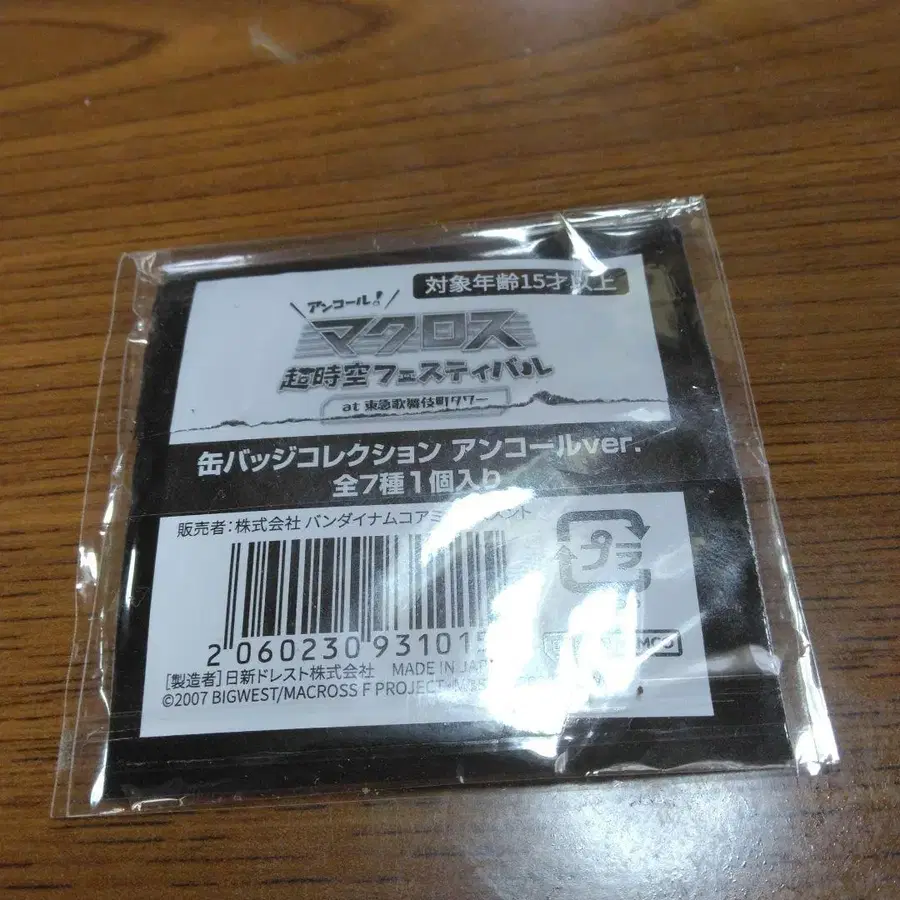 対象年齢15才以上
アンコール!
マクロス
超時空フェスティバル
at 東急歌舞伎町タワー
缶バッジコレクション アンコールver.
全7種1個入り
販売者:株式会社 バンダイナムコアミューズメント
プラ
2 060230 93101
[製造者]日新ドレスト株式会社 MADE IN JAPAN
©2007 BIGWEST/MACROSS F PROJECT